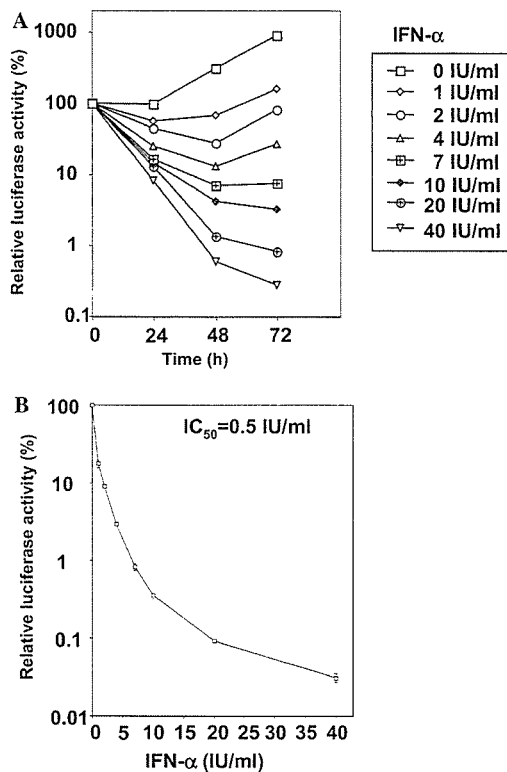 A
Relative luciferase activity (%)
1000
100
10
1
0.1
0 24 48 72
Time (h)
IFN-α
0 IU/ml
1 IU/ml
2 IU/ml
4 IU/ml
7 IU/ml
10 IU/ml
20 IU/ml
40 IU/ml
B
Relative luciferase activity (%)
100
10
1
0.1
0.01
IC50=0.5 IU/ml
0 5 10 15 20 25 30 35 40
IFN-α (IU/ml)